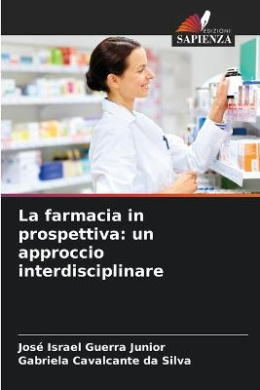 EDIZIONI
SAPIENZA
La farmacia in
prospettiva: un
approccio
interdisciplinare
José Israel Guerra Junior
Gabriela Cavalcante da Silva